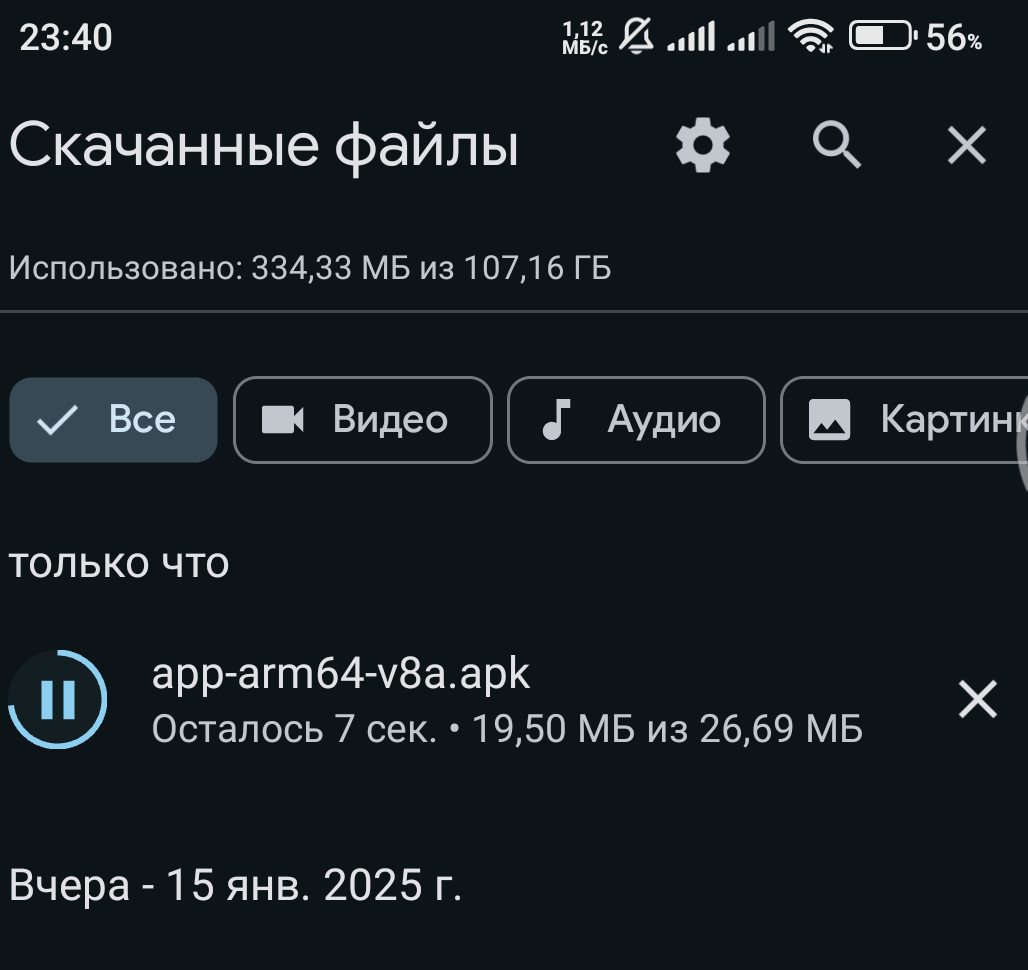 23:40
1,12
МБ/с
56%
Скачанные файлы
Использовано: 334,33 МБ из 107,16 ГБ
Все Видео Аудио Картинк
только что
app-arm64-v8a.apk
Осталось 7 сек. • 19,50 МБ из 26,69 МБ
Вчера - 15 янв. 2025 г.